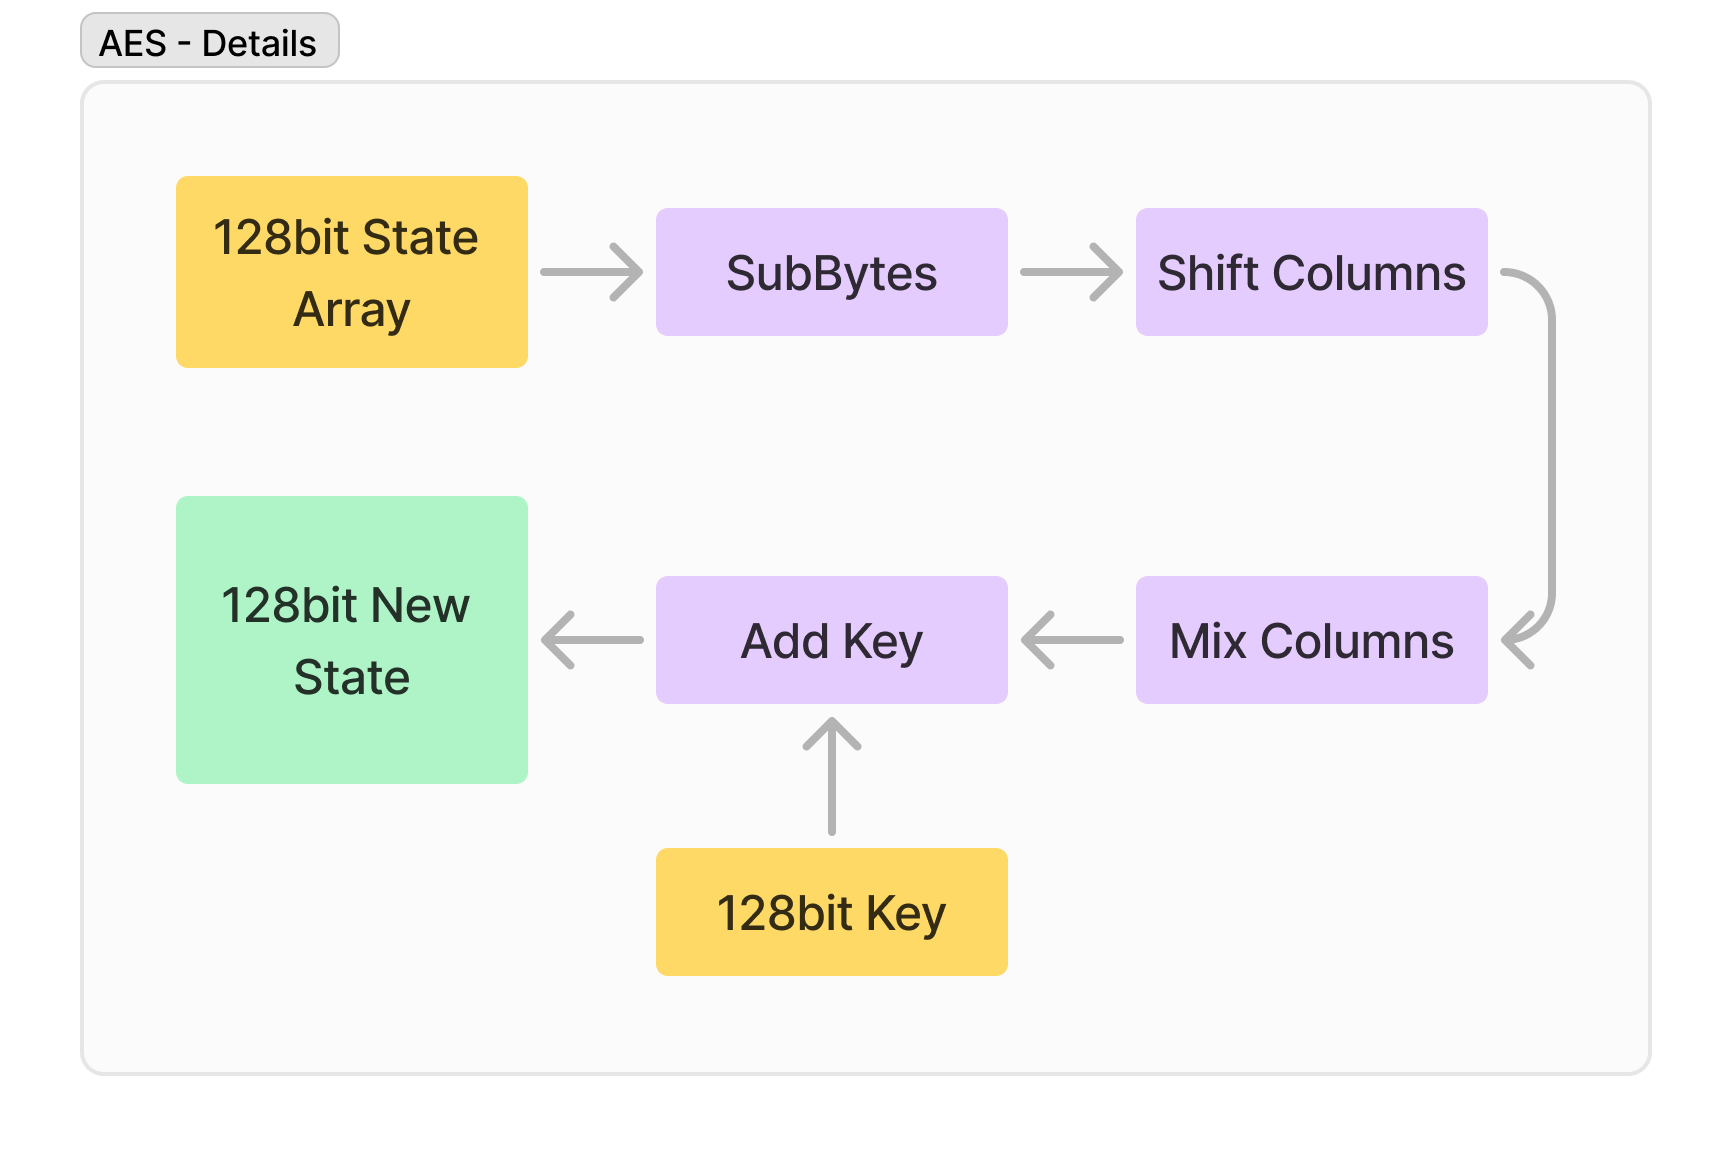 AES - Details
128bit State
Array
SubBytes
Shift Columns
128bit New
State
Add Key
Mix Columns
128bit Key